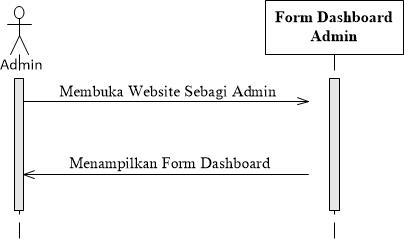 Form Dashboard
Admin
Admin
Membuka Website Sebagi Admin
Menampilkan Form Dashboard